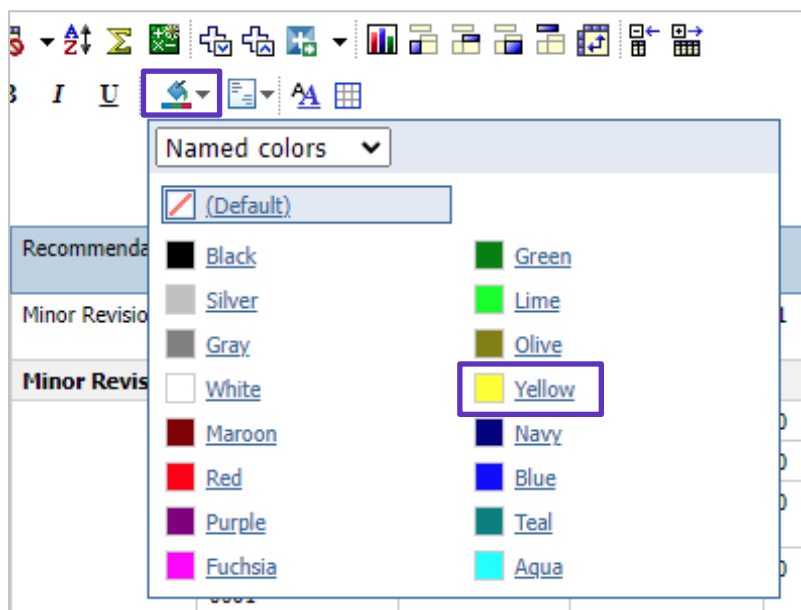 I U
Named colors
(Default)
Recommenda
Black Green
Silver Lime
Minor Revisio 1
Gray Olive
Minor Revis White Yellow
Maroon Navy
Red Blue
Purple Teal
Fuchsia Aqua